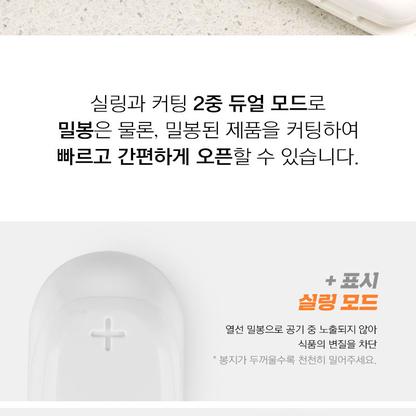 실링과 커팅 2중 듀얼 모드로
밀봉은 물론, 밀봉된 제품을 커팅하여
빠르고 간편하게 오픈할 수 있습니다.
+ 표시
실링 모드
열선 밀봉으로 공기 중 노출되지 않아
식품의 변질을 차단
* 봉지가 두꺼울수록 천천히 밀어주세요.